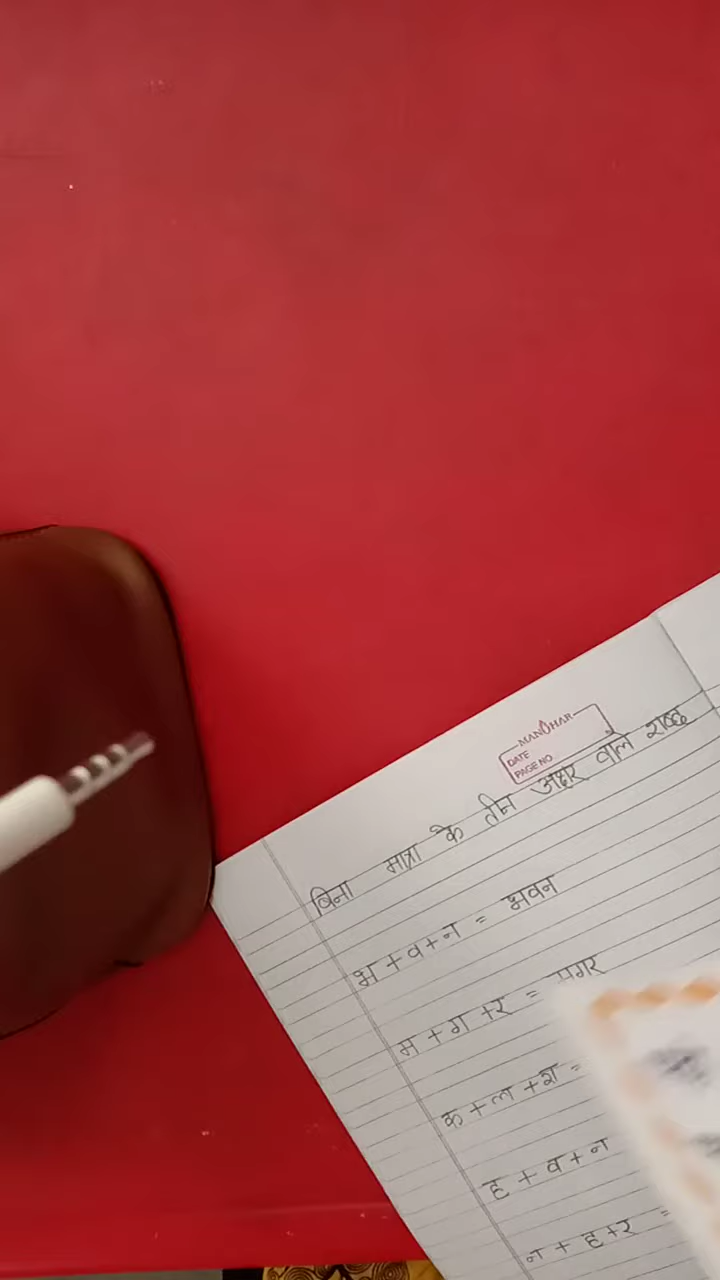 MANOHAR
DATE
PAGE NO
बिना मात्रा के तीन अक्षर वाले शब्द
भ + व + न = भवन
म + ग + र = मगर
क + ल + श =
ह + व + न
न + ह + र =